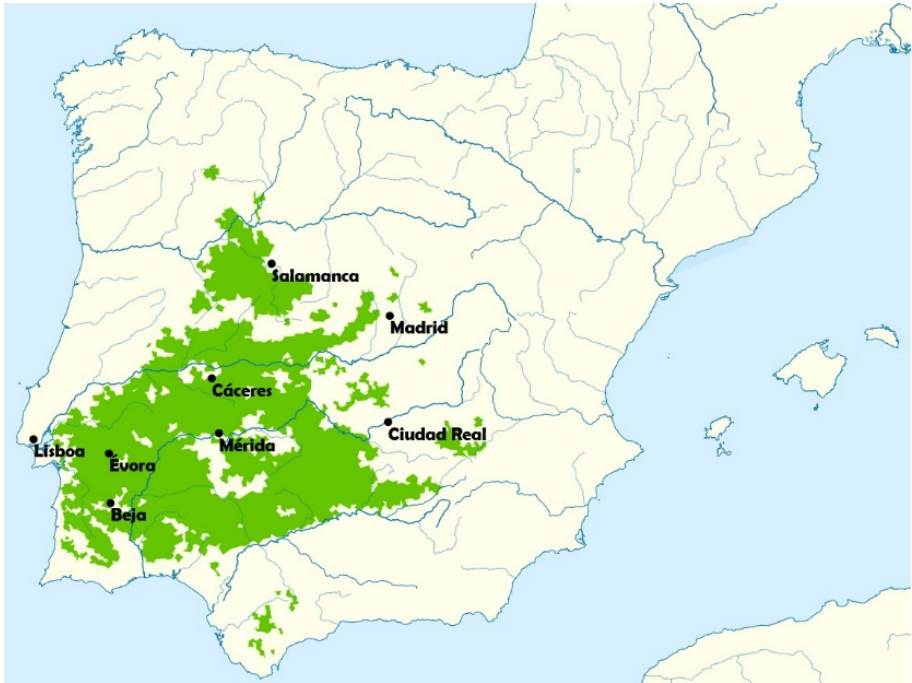 Salamanca
Madrid
Cáceres
Ciudad Real
Lisboa
Mérida
Évora
Beja